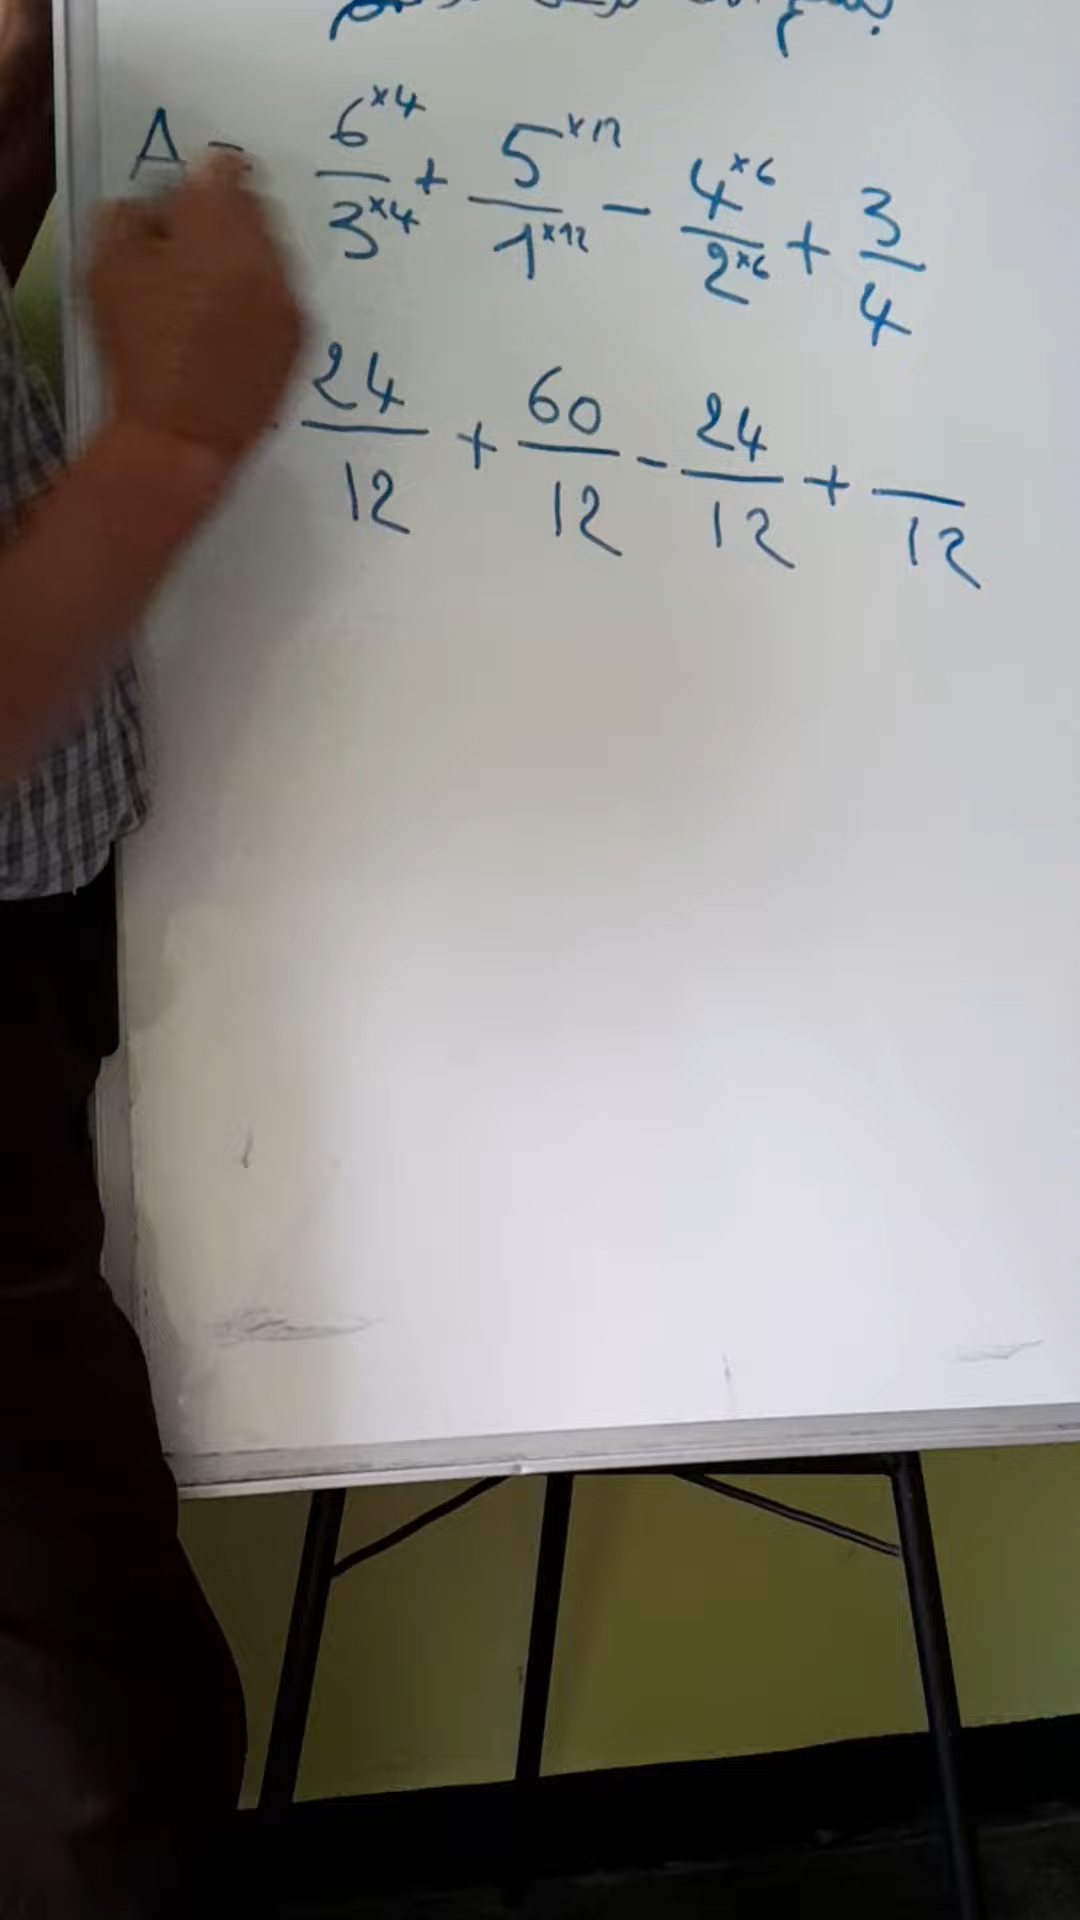 A = 6^×4/3^×4 + 5^×12/1^×12 - 4^×6/2^×6 + 3/4
24/12 + 60/12 - 24/12 + /12